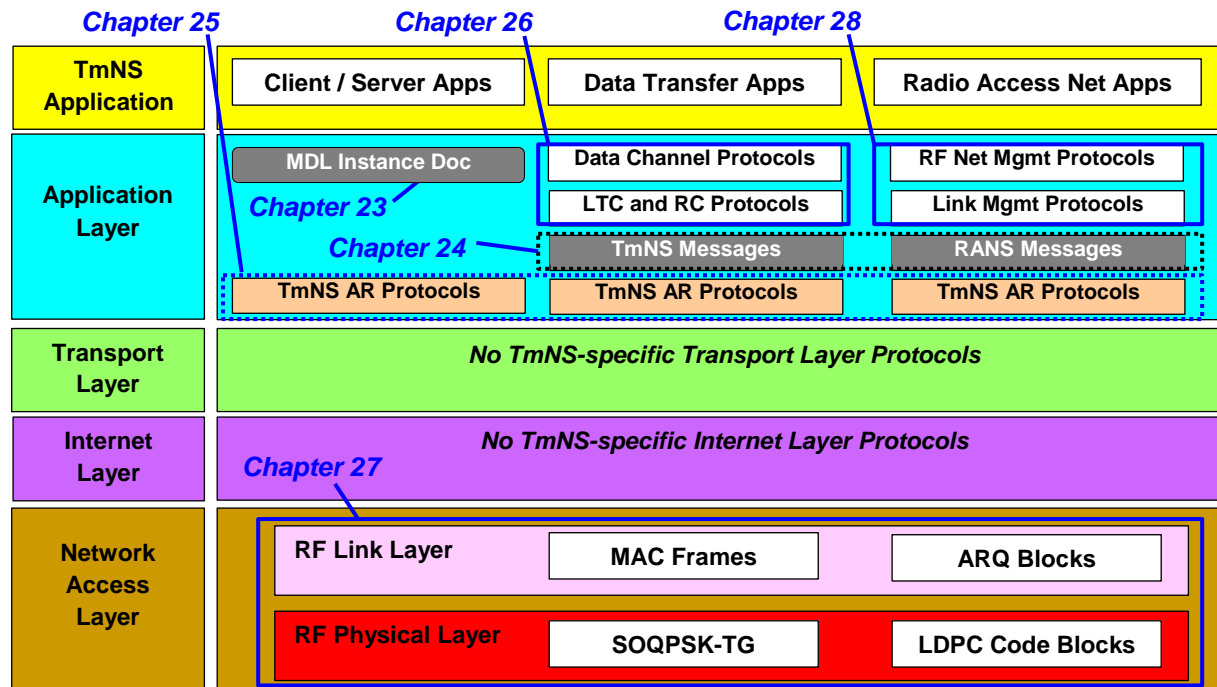 Chapter 25
Chapter 26
Chapter 28
TmNS
Application
Client / Server Apps
Data Transfer Apps
Radio Access Net Apps
Application
Layer
MDL Instance Doc
Data Channel Protocols
RF Net Mgmt Protocols
Chapter 23
LTC and RC Protocols
Link Mgmt Protocols
Chapter 24
TmNS Messages
RANS Messages
TmNS AR Protocols
TmNS AR Protocols
TmNS AR Protocols
Transport
Layer
No TmNS-specific Transport Layer Protocols
Internet
Layer
No TmNS-specific Internet Layer Protocols
Chapter 27
Network
Access
Layer
RF Link Layer
MAC Frames
ARQ Blocks
RF Physical Layer
SOQPSK-TG
LDPC Code Blocks